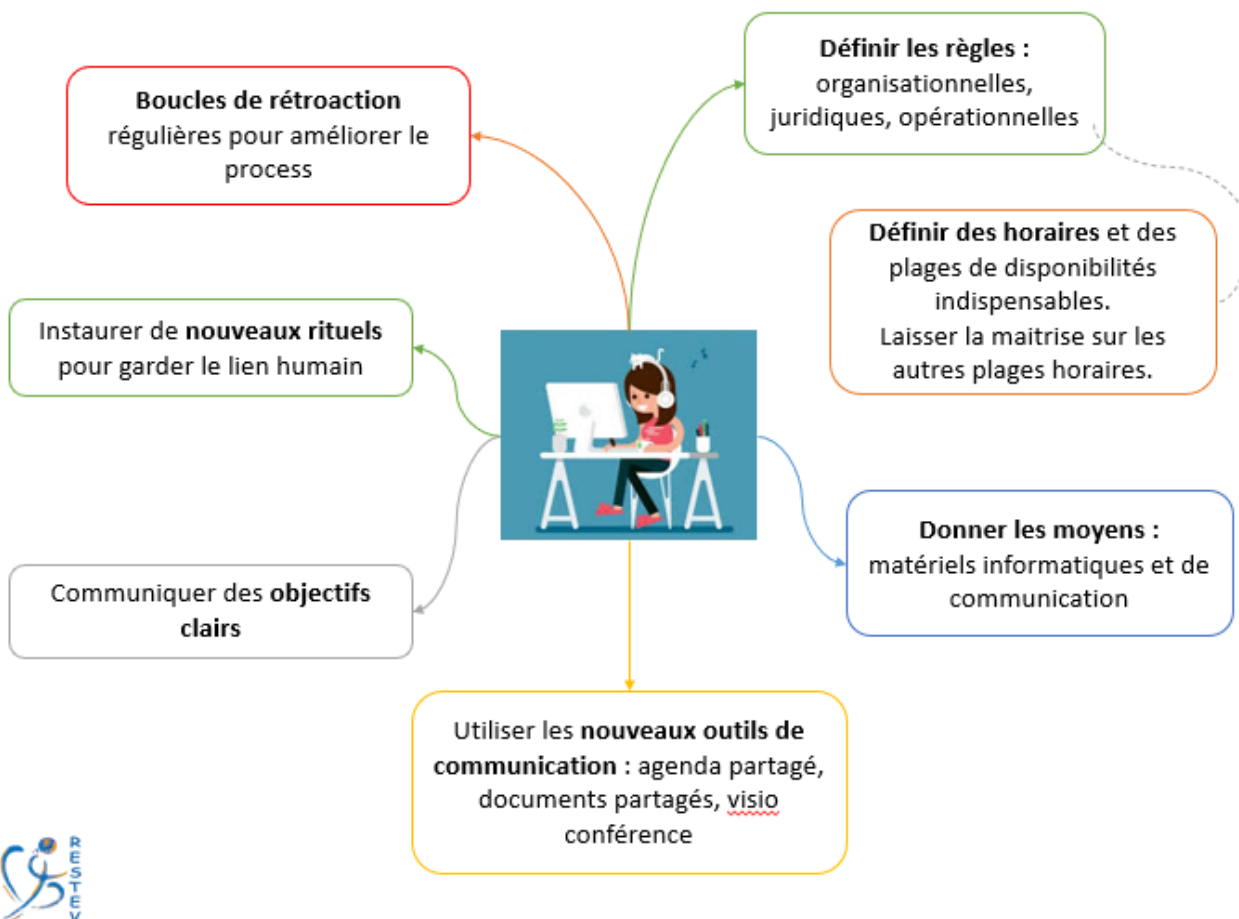 Définir les règles :
organisationnelles,
juridiques, opérationnelles
Boucles de rétroaction
régulières pour améliorer le
process
Définir des horaires et des
plages de disponibilités
indispensables.
Laisser la maitrise sur les
autres plages horaires.
Instaurer de nouveaux rituels
pour garder le lien humain
Donner les moyens :
matériels informatiques et de
communication
Communiquer des objectifs
clairs
Utiliser les nouveaux outils de
communication : agenda partagé,
documents partagés, visio
conférence
RESTEV